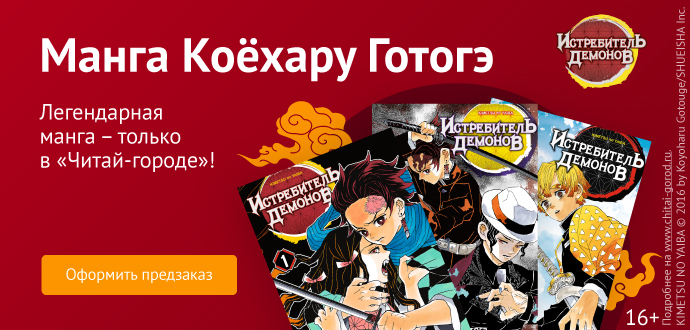 Манга Коёхару Готогэ
ИСТРЕБИТЕЛЬ
ДЕМОНОВ
Легендарная
манга – только
в «Читай-городе»!
ИСТРЕБИТЕЛЬ
ДЕМОНОВ
1
ИСТРЕБИТЕЛЬ
ДЕМОНОВ
ИСТРЕБИТЕЛЬ
ДЕМОНОВ
Оформить предзаказ
16+
Подробнее на www.chitai-gorod.ru.
KIMETSU NO YAIBA © 2016 by Koyoharu Gotouge/SHUEISHA Inc.